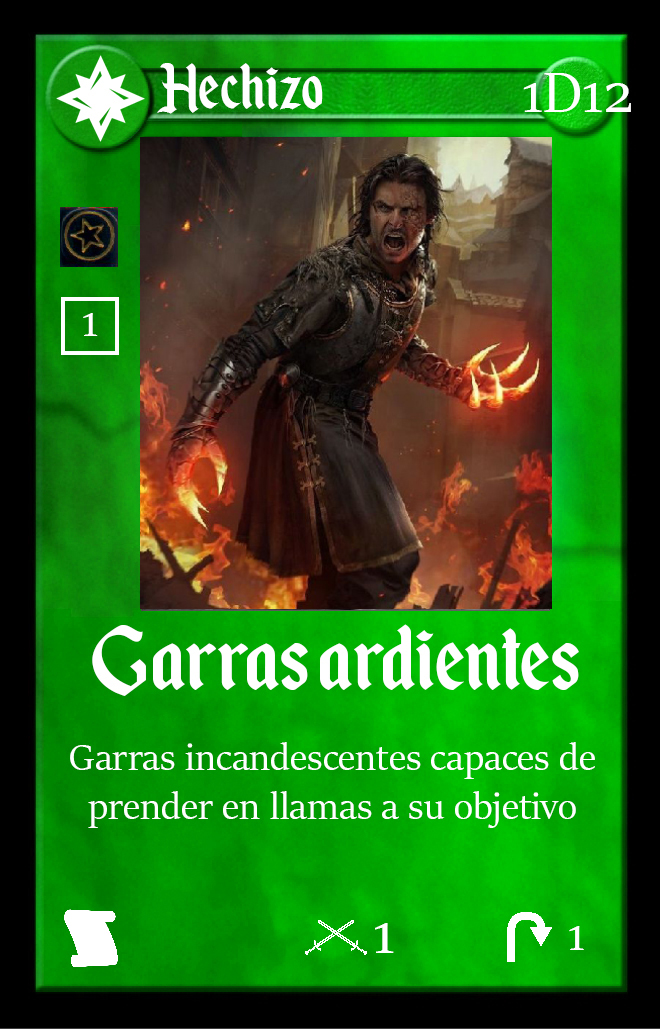 Hechizo
1D12
1
Garras ardientes
Garras incandescentes capaces de
prender en llamas a su objetivo
1
1